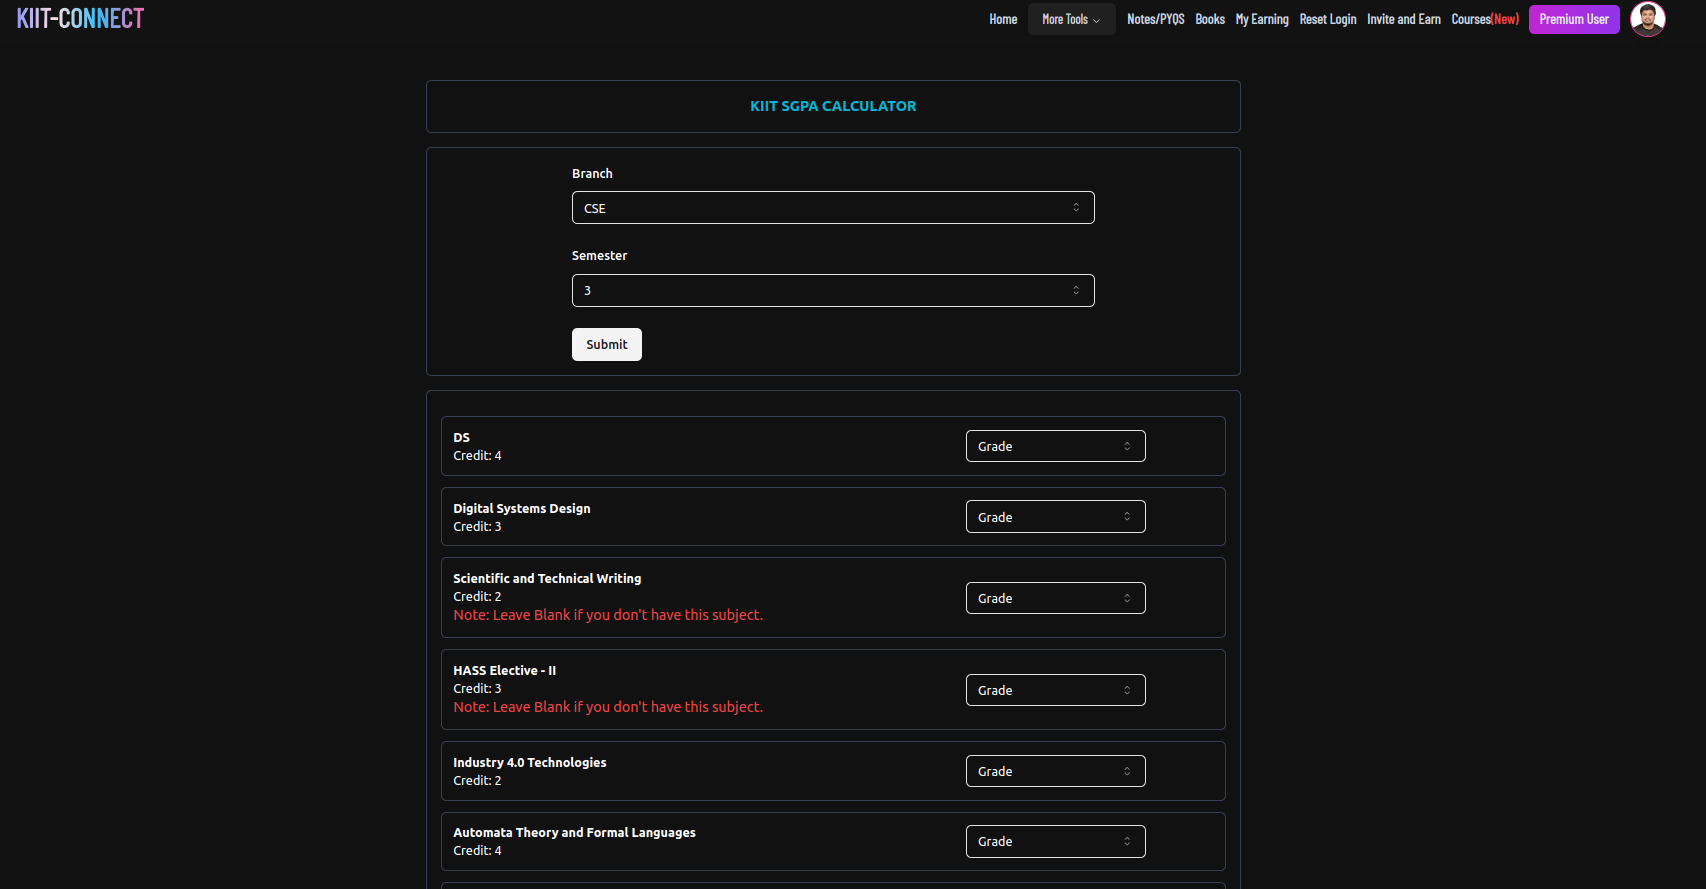 KIIT-CONNECT
Home More Tools Notes/PYQS Books My Earning Reset Login Invite and Earn Courses(New) Premium User
KIIT SGPA CALCULATOR
Branch
CSE
Semester
3
Submit
DS
Credit: 4
Grade
Digital Systems Design
Credit: 3
Grade
Scientific and Technical Writing
Credit: 2
Note: Leave Blank if you don't have this subject.
Grade
HASS Elective - II
Credit: 3
Note: Leave Blank if you don't have this subject.
Grade
Industry 4.0 Technologies
Credit: 2
Grade
Automata Theory and Formal Languages
Credit: 4
Grade